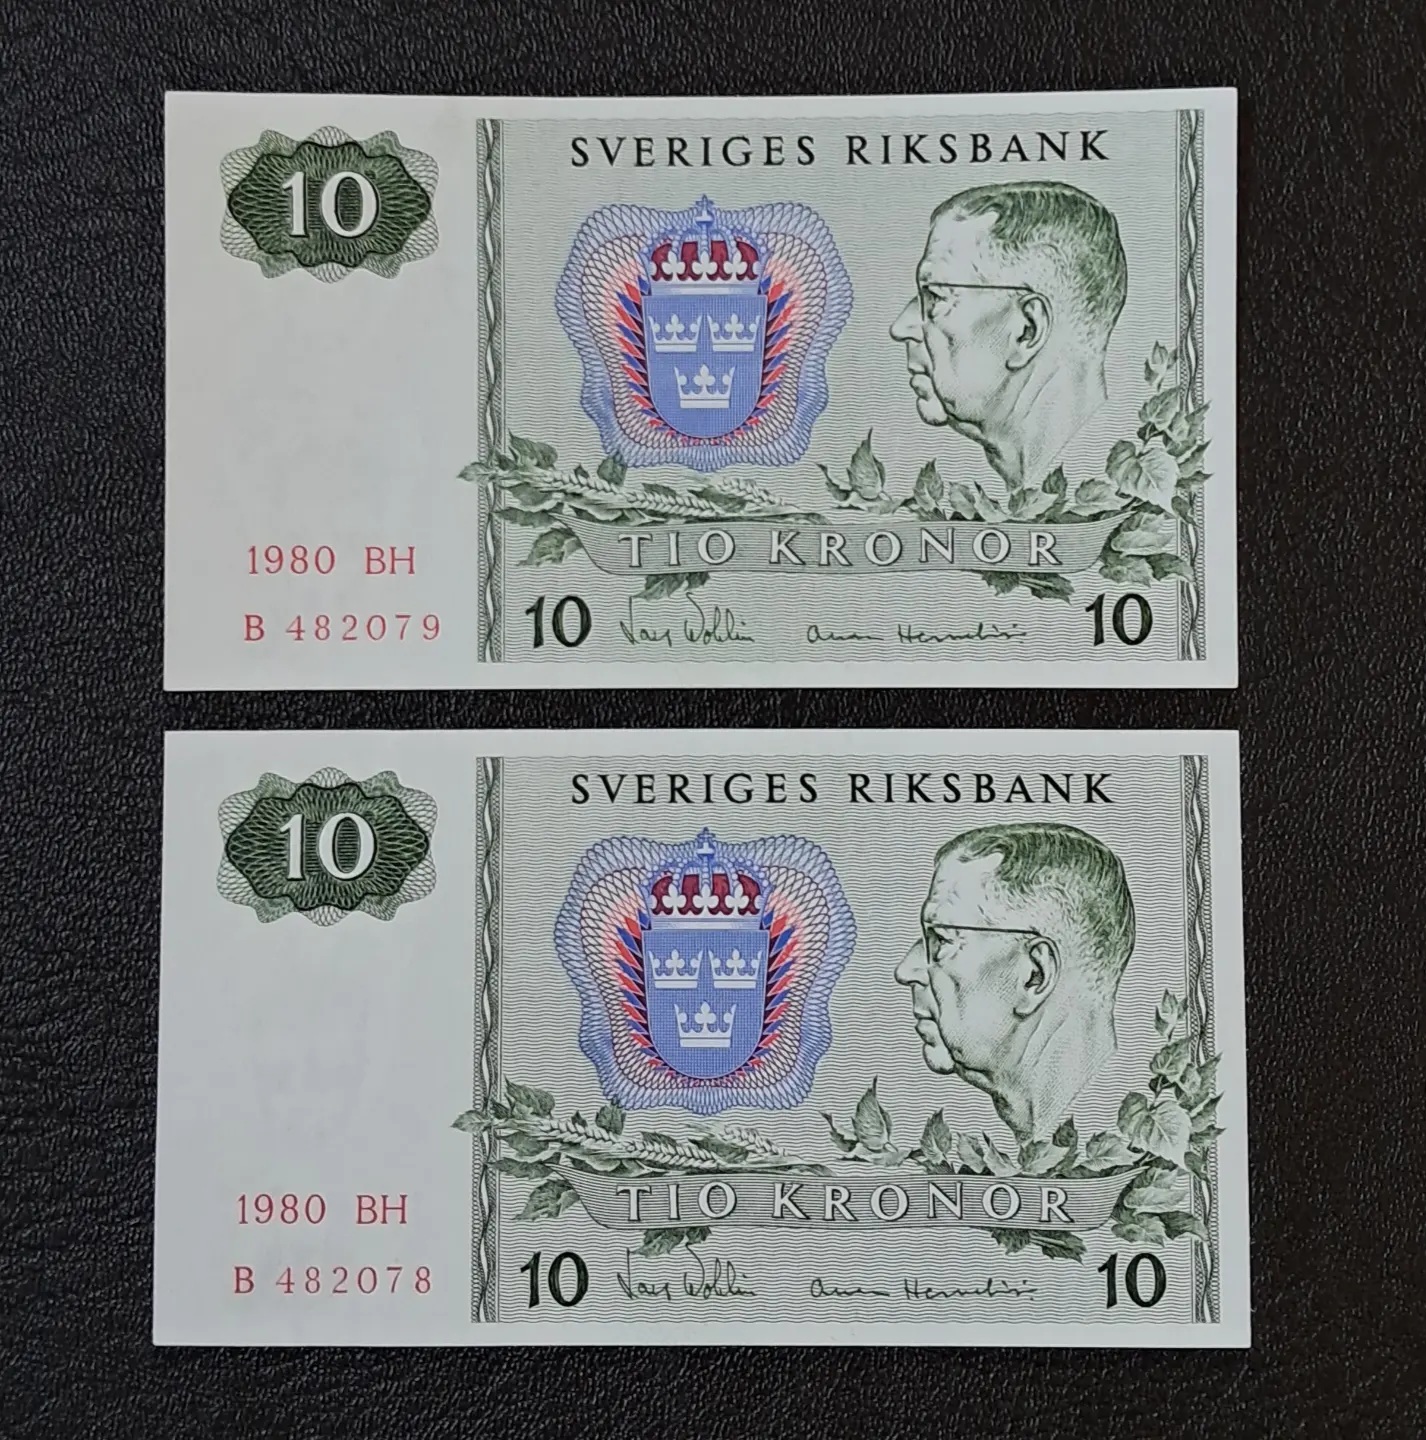 10
SVERIGES RIKSBANK
TIO KRONOR
1980 BH
B 482079
10 10
10
SVERIGES RIKSBANK
TIO KRONOR
1980 BH
B 482078
10 10